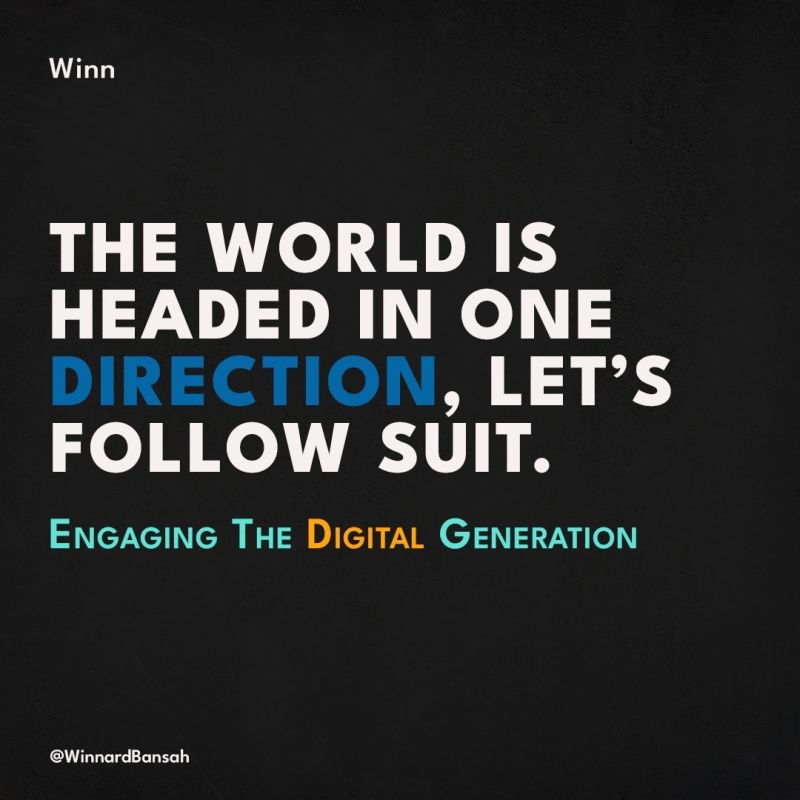 Winn
THE WORLD IS
HEADED IN ONE
DIRECTION, LET’S
FOLLOW SUIT.
Engaging The Digital Generation
@WinnardBansah